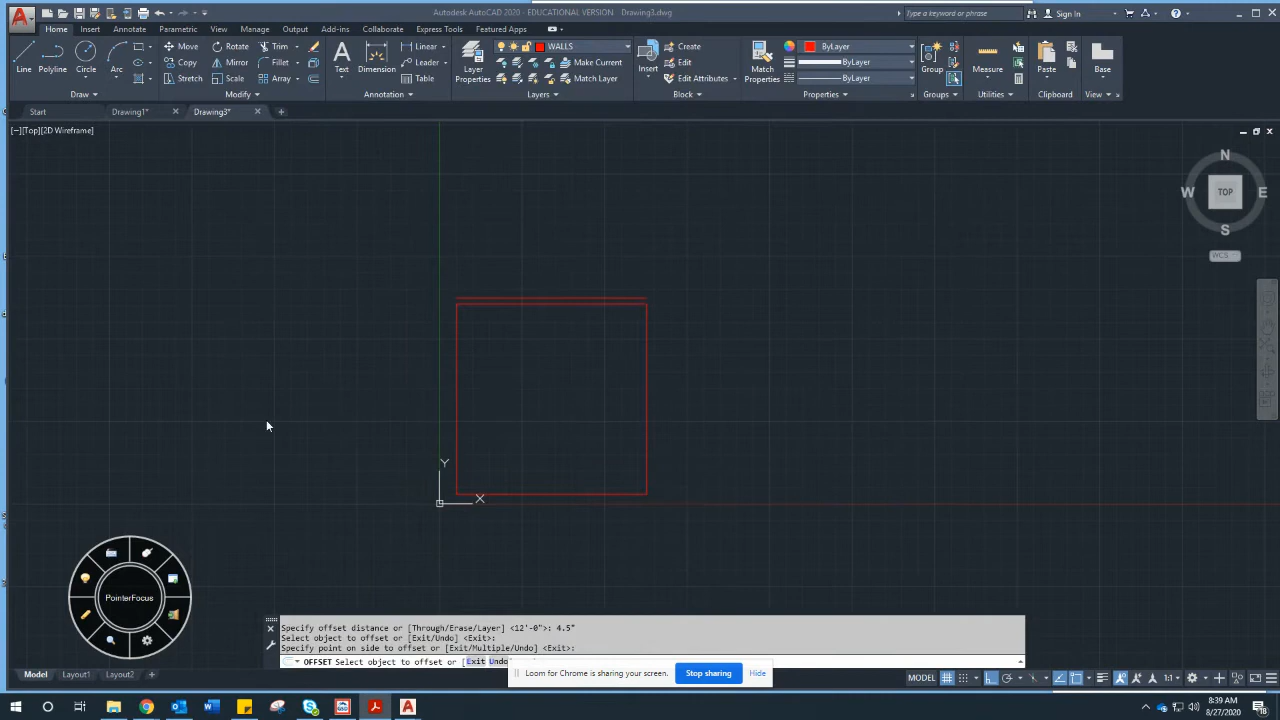 Autodesk AutoCAD 2020 - EDUCATIONAL VERSION Drawing3.dwg
Type a keyword or phrase
Sign In
Home Insert Annotate Parametric View Manage Output Add-ins Collaborate Express Tools Featured Apps
Line Polyline Circle Arc
Move Rotate Trim
Copy Mirror Fillet
Stretch Scale Array
Text Dimension
Linear
Leader
Table
Layer Properties
WALLS
Make Current
Match Layer
Insert
Create
Edit
Edit Attributes
Match Properties
ByLayer
ByLayer
ByLayer
Group
Measure
Paste
Base
Draw Modify Annotation Layers Block Properties Groups Utilities Clipboard View
Start Drawing1* Drawing3*
[−][Top][2D Wireframe]
N
W TOP E
S
WCS
Y
X
PointerFocus
Specify offset distance or [Through/Erase/Layer] <12'-0">: 4.5"
Select object to offset or [Exit/Undo] <Exit>:
Specify point on side to offset or [Exit/Multiple/Undo] <Exit>:
OFFSET Select object to offset or [Exit Undo
Loom for Chrome is sharing your screen. Stop sharing Hide
Model Layout1 Layout2
MODEL
1:1
8:39 AM
8/27/2020